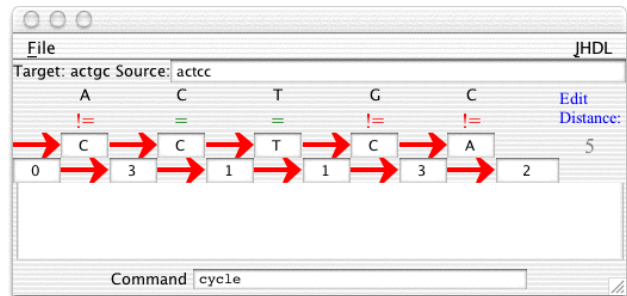 File JHDL
Target: actgc Source: actcc
A C T G C Edit
!= = = != != Distance:
C C T C A 5
0 3 1 1 3 2
Command cycle